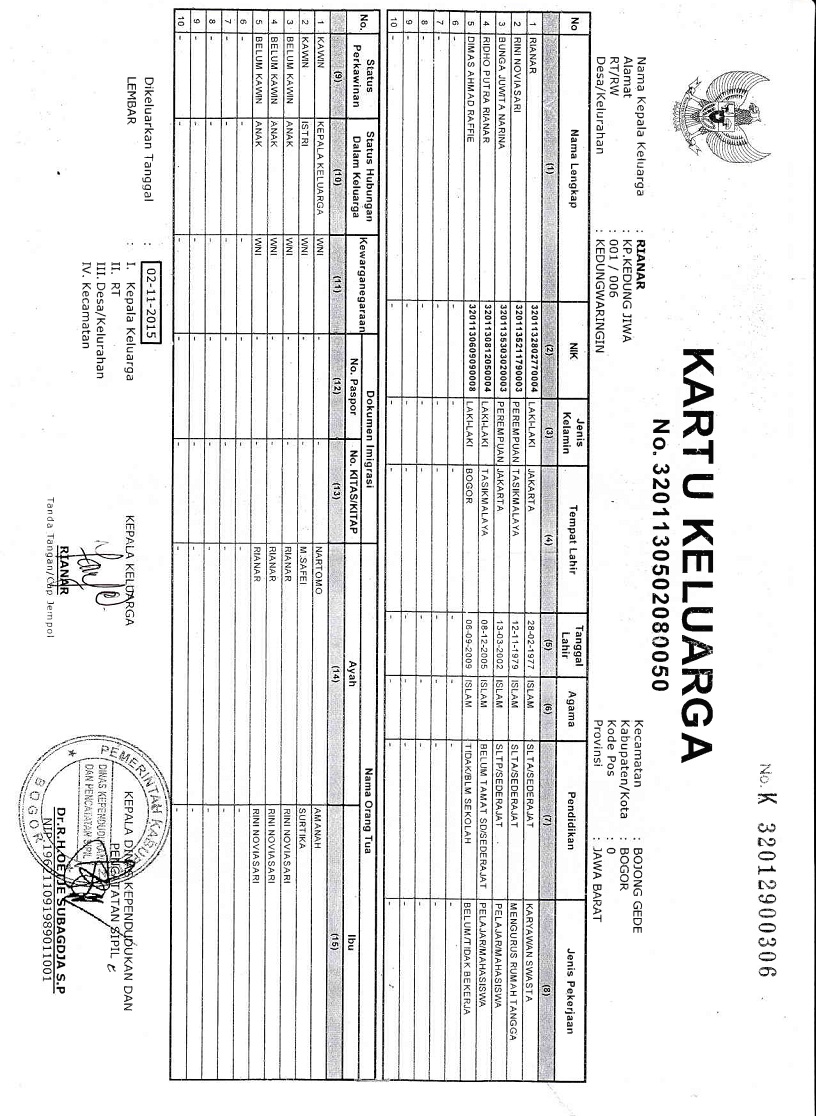 No. K 32012900306
KARTU KELUARGA
No. 3201130502080050
Nama Kepala Keluarga : RIANAR
Alamat : KP.KEDUNG JIWA
RT/RW : 001 / 006
Desa/Kelurahan : KEDUNGWARINGIN
Kecamatan : BOJONG GEDE
Kabupaten/Kota : BOGOR
Kode Pos : 0
Provinsi : JAWA BARAT
No Nama Lengkap NIK Jenis Kelamin Tempat Lahir Tanggal Lahir Agama Pendidikan Jenis Pekerjaan
(1) (2) (3) (4) (5) (6) (7) (8)
1 RIANAR 3201132802770004 LAKI-LAKI JAKARTA 28-02-1977 ISLAM SLTA/SEDERAJAT KARYAWAN SWASTA
2 RINI NOVIASARI 3201135211790003 PEREMPUAN TASIKMALAYA 12-11-1979 ISLAM SLTA/SEDERAJAT MENGURUS RUMAH TANGGA
3 BUNGA JUWITA NARINA 3201135303020003 PEREMPUAN JAKARTA 13-03-2002 ISLAM SLTP/SEDERAJAT PELAJAR/MAHASISWA
4 RIDHO PUTRA RIANAR 3201130812050004 LAKI-LAKI TASIKMALAYA 08-12-2005 ISLAM BELUM TAMAT SD/SEDERAJAT PELAJAR/MAHASISWA
5 DIMAS AHMAD RAFFIE 3201130609090008 LAKI-LAKI BOGOR 06-09-2009 ISLAM TIDAK/BLM SEKOLAH BELUM/TIDAK BEKERJA
6 - - - - - - - -
7 - - - - - - - -
8 - - - - - - - -
9 - - - - - - - -
10 - - - - - - - -
No. Status Perkawinan Status Hubungan Dalam Keluarga Kewarganegaraan Dokumen Imigrasi Nama Orang Tua
No. Paspor No. KITAS/KITAP Ayah Ibu
(9) (10) (11) (12) (13) (14) (15)
1 KAWIN KEPALA KELUARGA WNI - - NARTOMO AMANAH
2 KAWIN ISTRI WNI - - M.SAFEI SURTIKA
3 BELUM KAWIN ANAK WNI - - RIANAR RINI NOVIASARI
4 BELUM KAWIN ANAK WNI - - RIANAR RINI NOVIASARI
5 BELUM KAWIN ANAK WNI - - RIANAR RINI NOVIASARI
6 - - - - - - -
7 - - - - - - -
8 - - - - - - -
9 - - - - - - -
10 - - - - - - -
Dikeluarkan Tanggal : 02-11-2015
LEMBAR : I. Kepala Keluarga
II. RT
III. Desa/Kelurahan
IV. Kecamatan
KEPALA KELUARGA
RIANAR
Tanda Tangan/Cap Jempol
KEPALA DINAS KEPENDUDUKAN DAN
PENCATATAN SIPIL
PEMERINTAH KABUPATEN
DINAS KEPENDUDUKAN
DAN PENCATATAN SIPIL
BOGOR
SUBAGDJA S.P